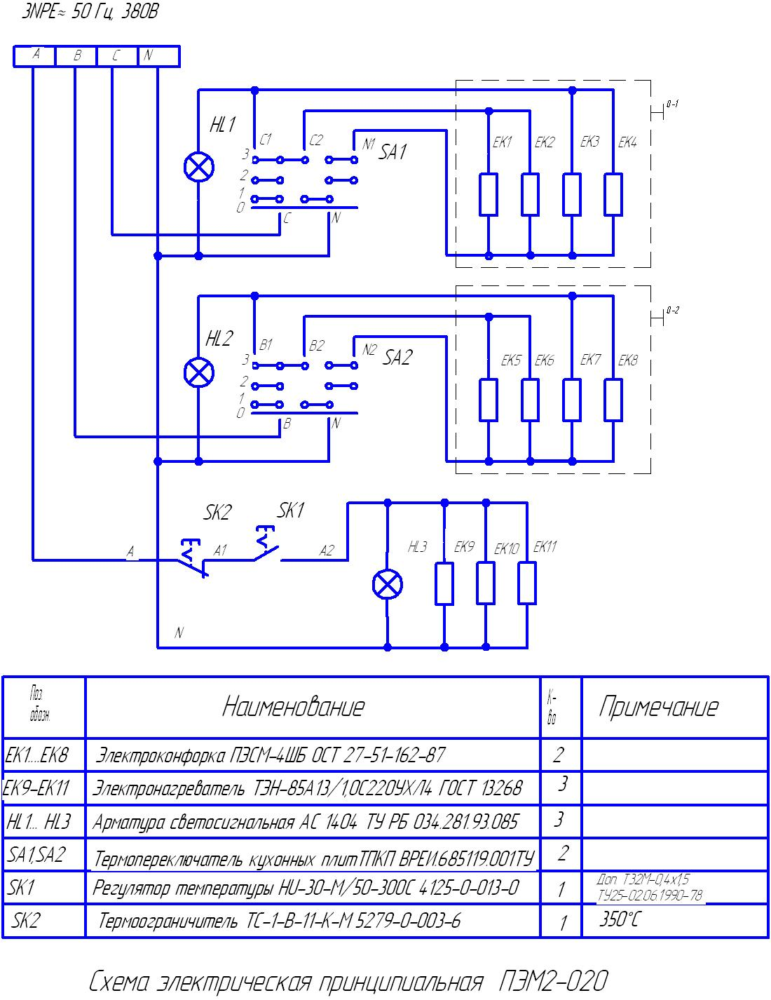 3NPE≈ 50 Гц, 380В
A B C N
HL1
C1 C2 N1 SA1
3
2
1
0
C N
EK1 EK2 EK3 EK4
0-1
HL2
B1 B2 N2 SA2
3
2
1
0
B N
EK5 EK6 EK7 EK8
0-2
SK2 SK1
A A1 A2
HL3 EK9 EK10 EK11
N
Поз. обозн. Наименование К-во Примечание
EK1...EK8 Электроконфорка ПЭСМ-4ШБ ОСТ 27-51-162-87 2
EK9-EK11 Электронагреватель ТЭН-85А13/1,0С220УХЛ4 ГОСТ 13268 3
HL1... HL3 Арматура светосигнальная АС 1404 ТУ РБ 034.281.93.085 3
SA1,SA2 Термопереключатель кухонных плит ТПКП ВРЕИ.685119.001ТУ 2
SK1 Регулятор температуры HU-30-M/50-300C 4125-0-013-0 1 Доп. Т32М-0,4х1,5
ТУ25-02.06.1990-78
SK2 Термоограничитель ТС-1-В-11-К-М 5279-0-003-6 1 350°С
Схема электрическая принципиальная ПЭМ2-020